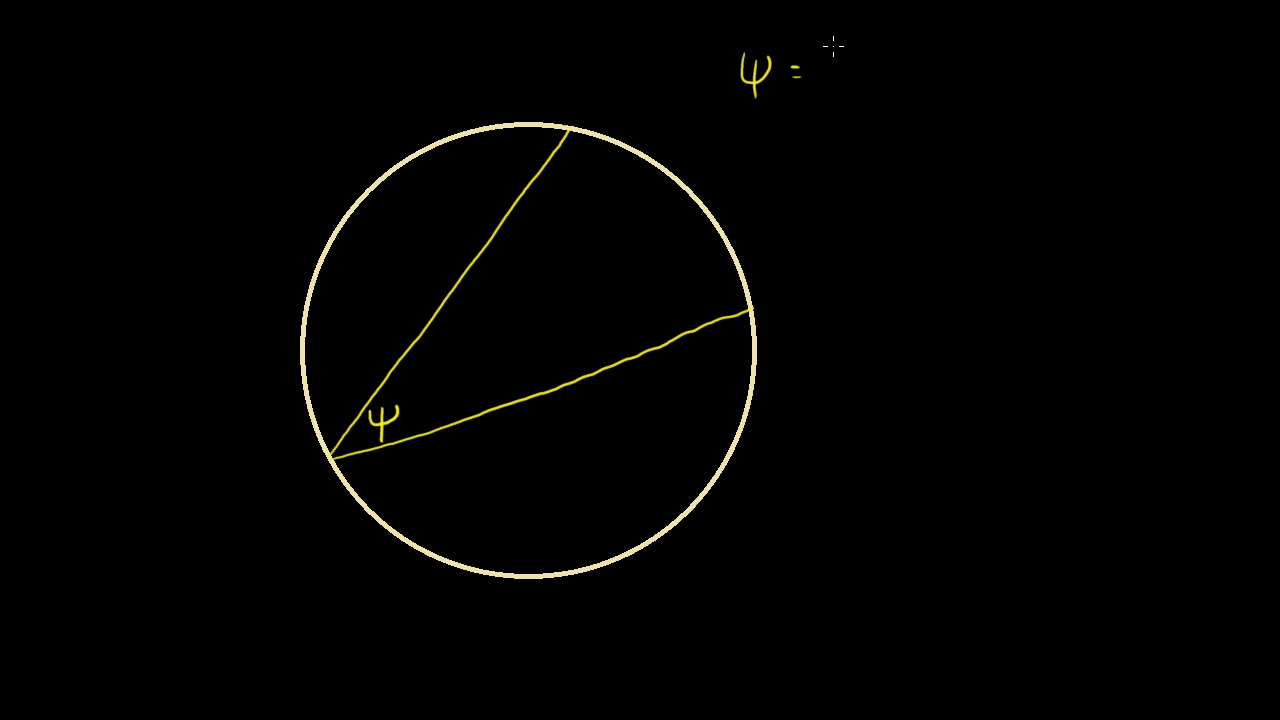 ψ =
ψ